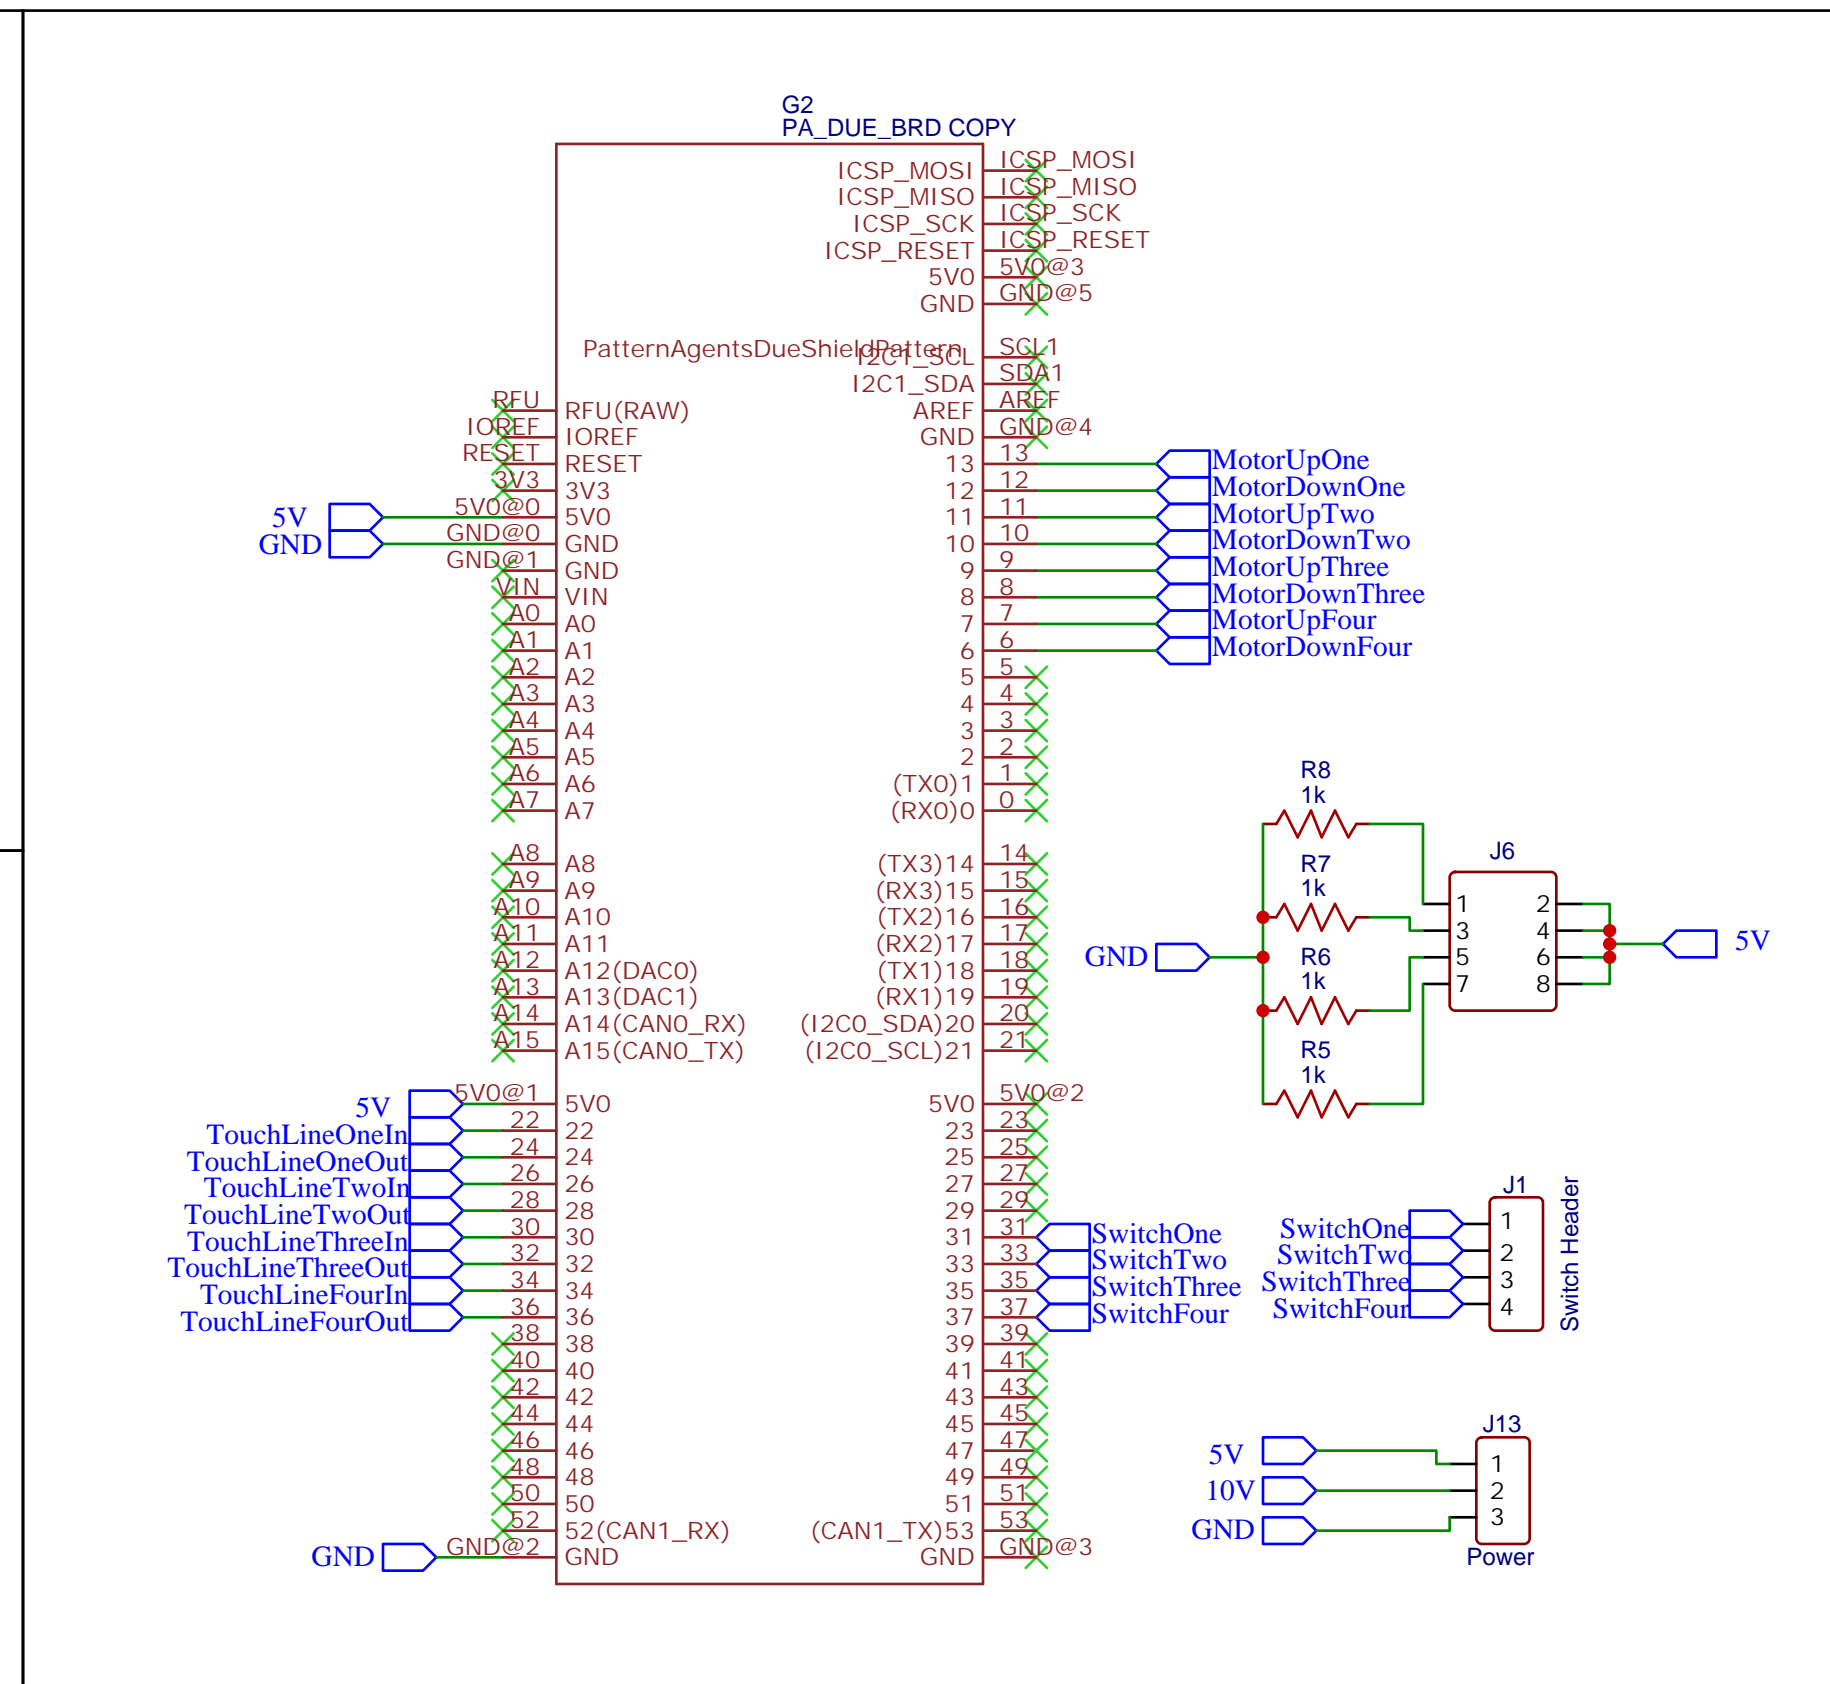 G2
PA_DUE_BRD COPY
ICSP_MOSI ICSP_MOSI
ICSP_MISO ICSP_MISO
ICSP_SCK ICSP_SCK
ICSP_RESET ICSP_RESET
5V0 5V0@3
GND GND@5
PatternAgentsDueShieldPattern
I2C1_SCL SCL1
I2C1_SDA SDA1
AREF AREF
GND GND@4
RFU RFU(RAW)
IOREF IOREF
RESET RESET
3V3 3V3
5V 5V0@0 5V0
GND GND@0 GND
GND@1 GND
VIN VIN
A0 A0
A1 A1
A2 A2
A3 A3
A4 A4
A5 A5
A6 A6
A7 A7
A8 A8
A9 A9
A10 A10
A11 A11
A12 A12(DAC0)
A13 A13(DAC1)
A14 A14(CAN0_RX)
A15 A15(CAN0_TX)
5V 5V0@1 5V0
TouchLineOneIn 22 22
TouchLineOneOut 24 24
TouchLineTwoIn 26 26
TouchLineTwoOut 28 28
TouchLineThreeIn 30 30
TouchLineThreeOut 32 32
TouchLineFourIn 34 34
TouchLineFourOut 36 36
38 38
40 40
42 42
44 44
46 46
48 48
50 50
52 52(CAN1_RX)
GND GND@2 GND
13 13 MotorUpOne
12 12 MotorDownOne
11 11 MotorUpTwo
10 10 MotorDownTwo
9 9 MotorUpThree
8 8 MotorDownThree
7 7 MotorUpFour
6 6 MotorDownFour
5 5
4 4
3 3
2 2
(TX0)1 1
(RX0)0 0
(TX3)14 14
(RX3)15 15
(TX2)16 16
(RX2)17 17
(TX1)18 18
(RX1)19 19
(I2C0_SDA)20 20
(I2C0_SCL)21 21
5V0 5V0@2
23 23
25 25
27 27
29 29
31 31 SwitchOne
33 33 SwitchTwo
35 35 SwitchThree
37 37 SwitchFour
39 39
41 41
43 43
45 45
47 47
49 49
51 51
(CAN1_TX)53 53
GND GND@3
R8
1k
R7
1k
R6
1k
R5
1k
GND
J6
1 2
3 4
5 6
7 8
5V
J1
SwitchOne 1
SwitchTwo 2
SwitchThree 3
SwitchFour 4
Switch Header
J13
5V 1
10V 2
GND 3
Power